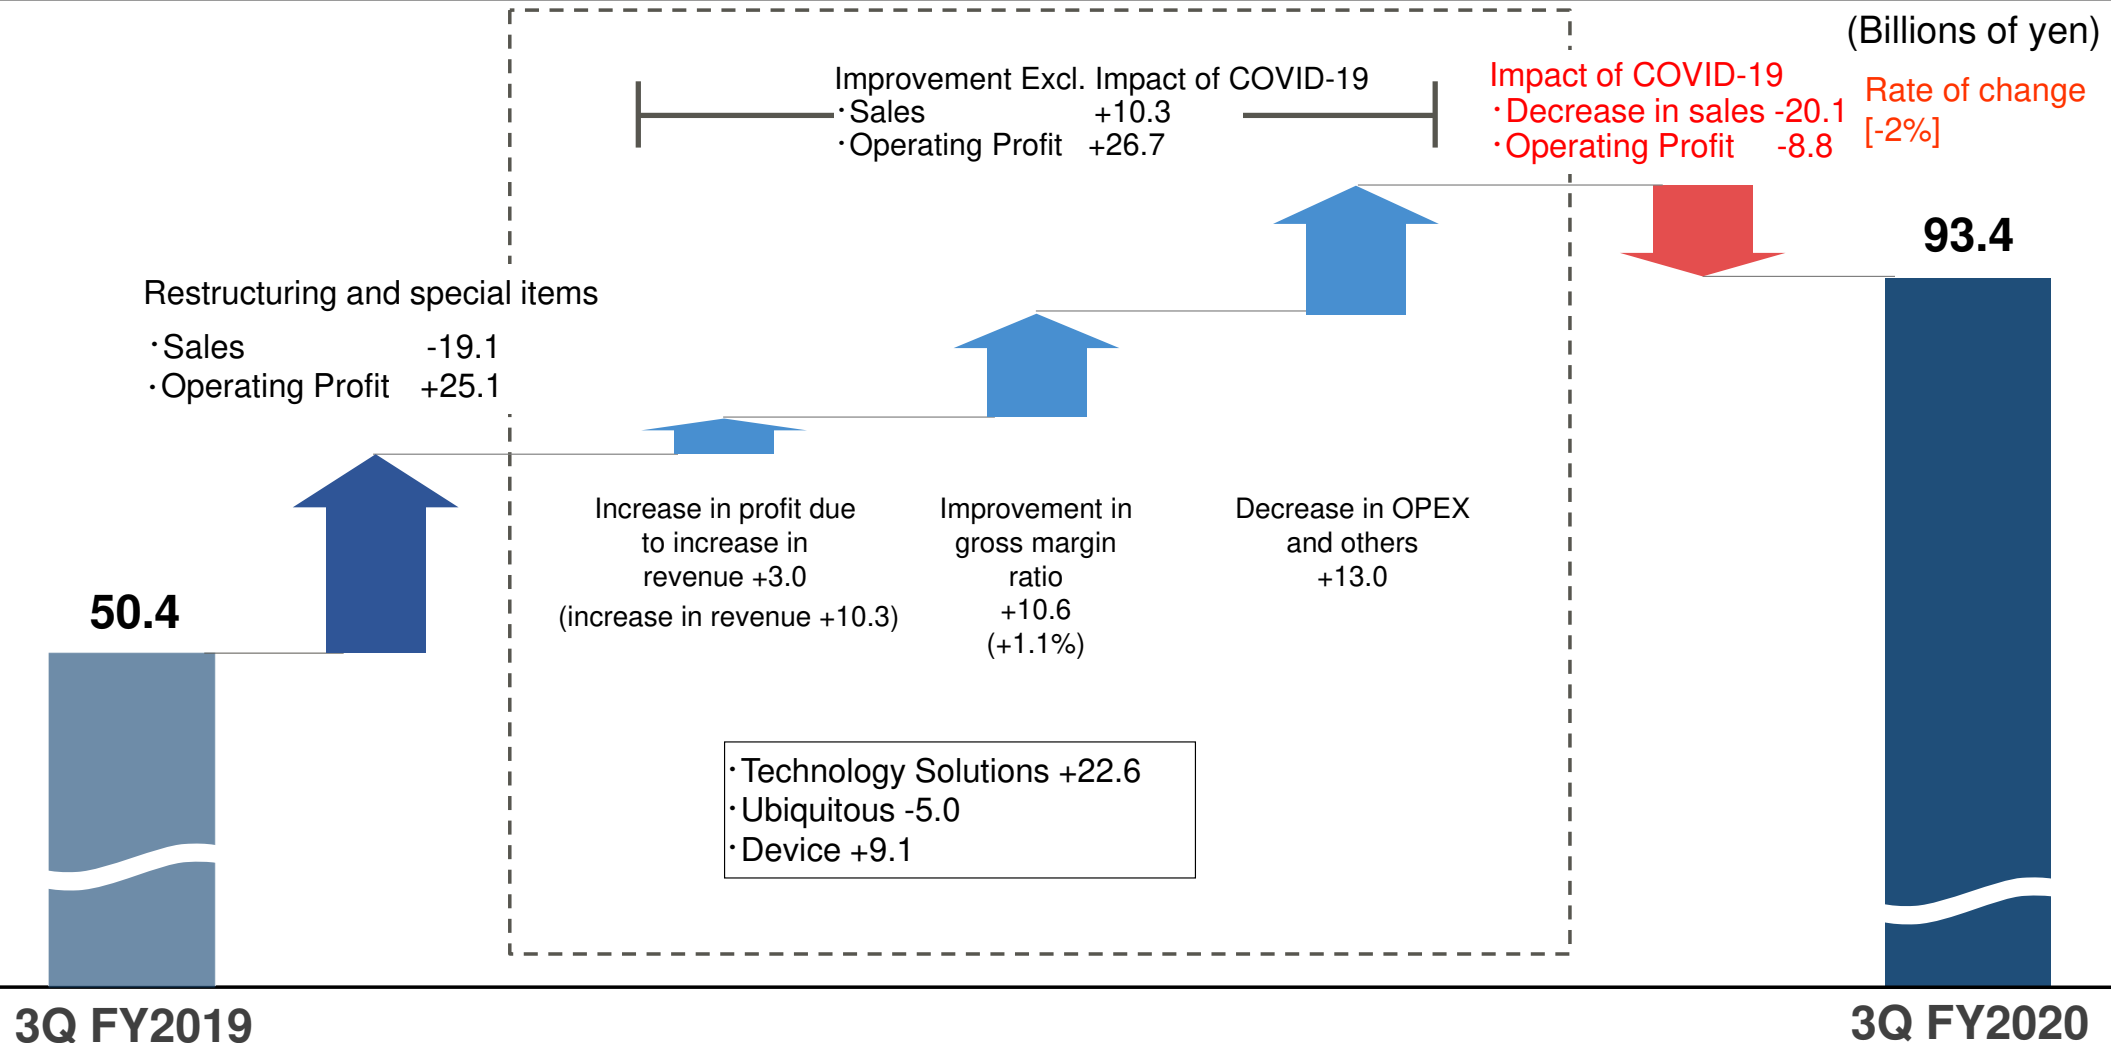 (Billions of yen)
Improvement Excl. Impact of COVID-19
・Sales +10.3
・Operating Profit +26.7
Impact of COVID-19
・Decrease in sales -20.1
・Operating Profit -8.8
Rate of change
[-2%]
93.4
Restructuring and special items
・Sales -19.1
・Operating Profit +25.1
50.4
Increase in profit due
to increase in
revenue +3.0
(increase in revenue +10.3)
Improvement in
gross margin
ratio
+10.6
(+1.1%)
Decrease in OPEX
and others
+13.0
・Technology Solutions +22.6
・Ubiquitous -5.0
・Device +9.1
3Q FY2019
3Q FY2020